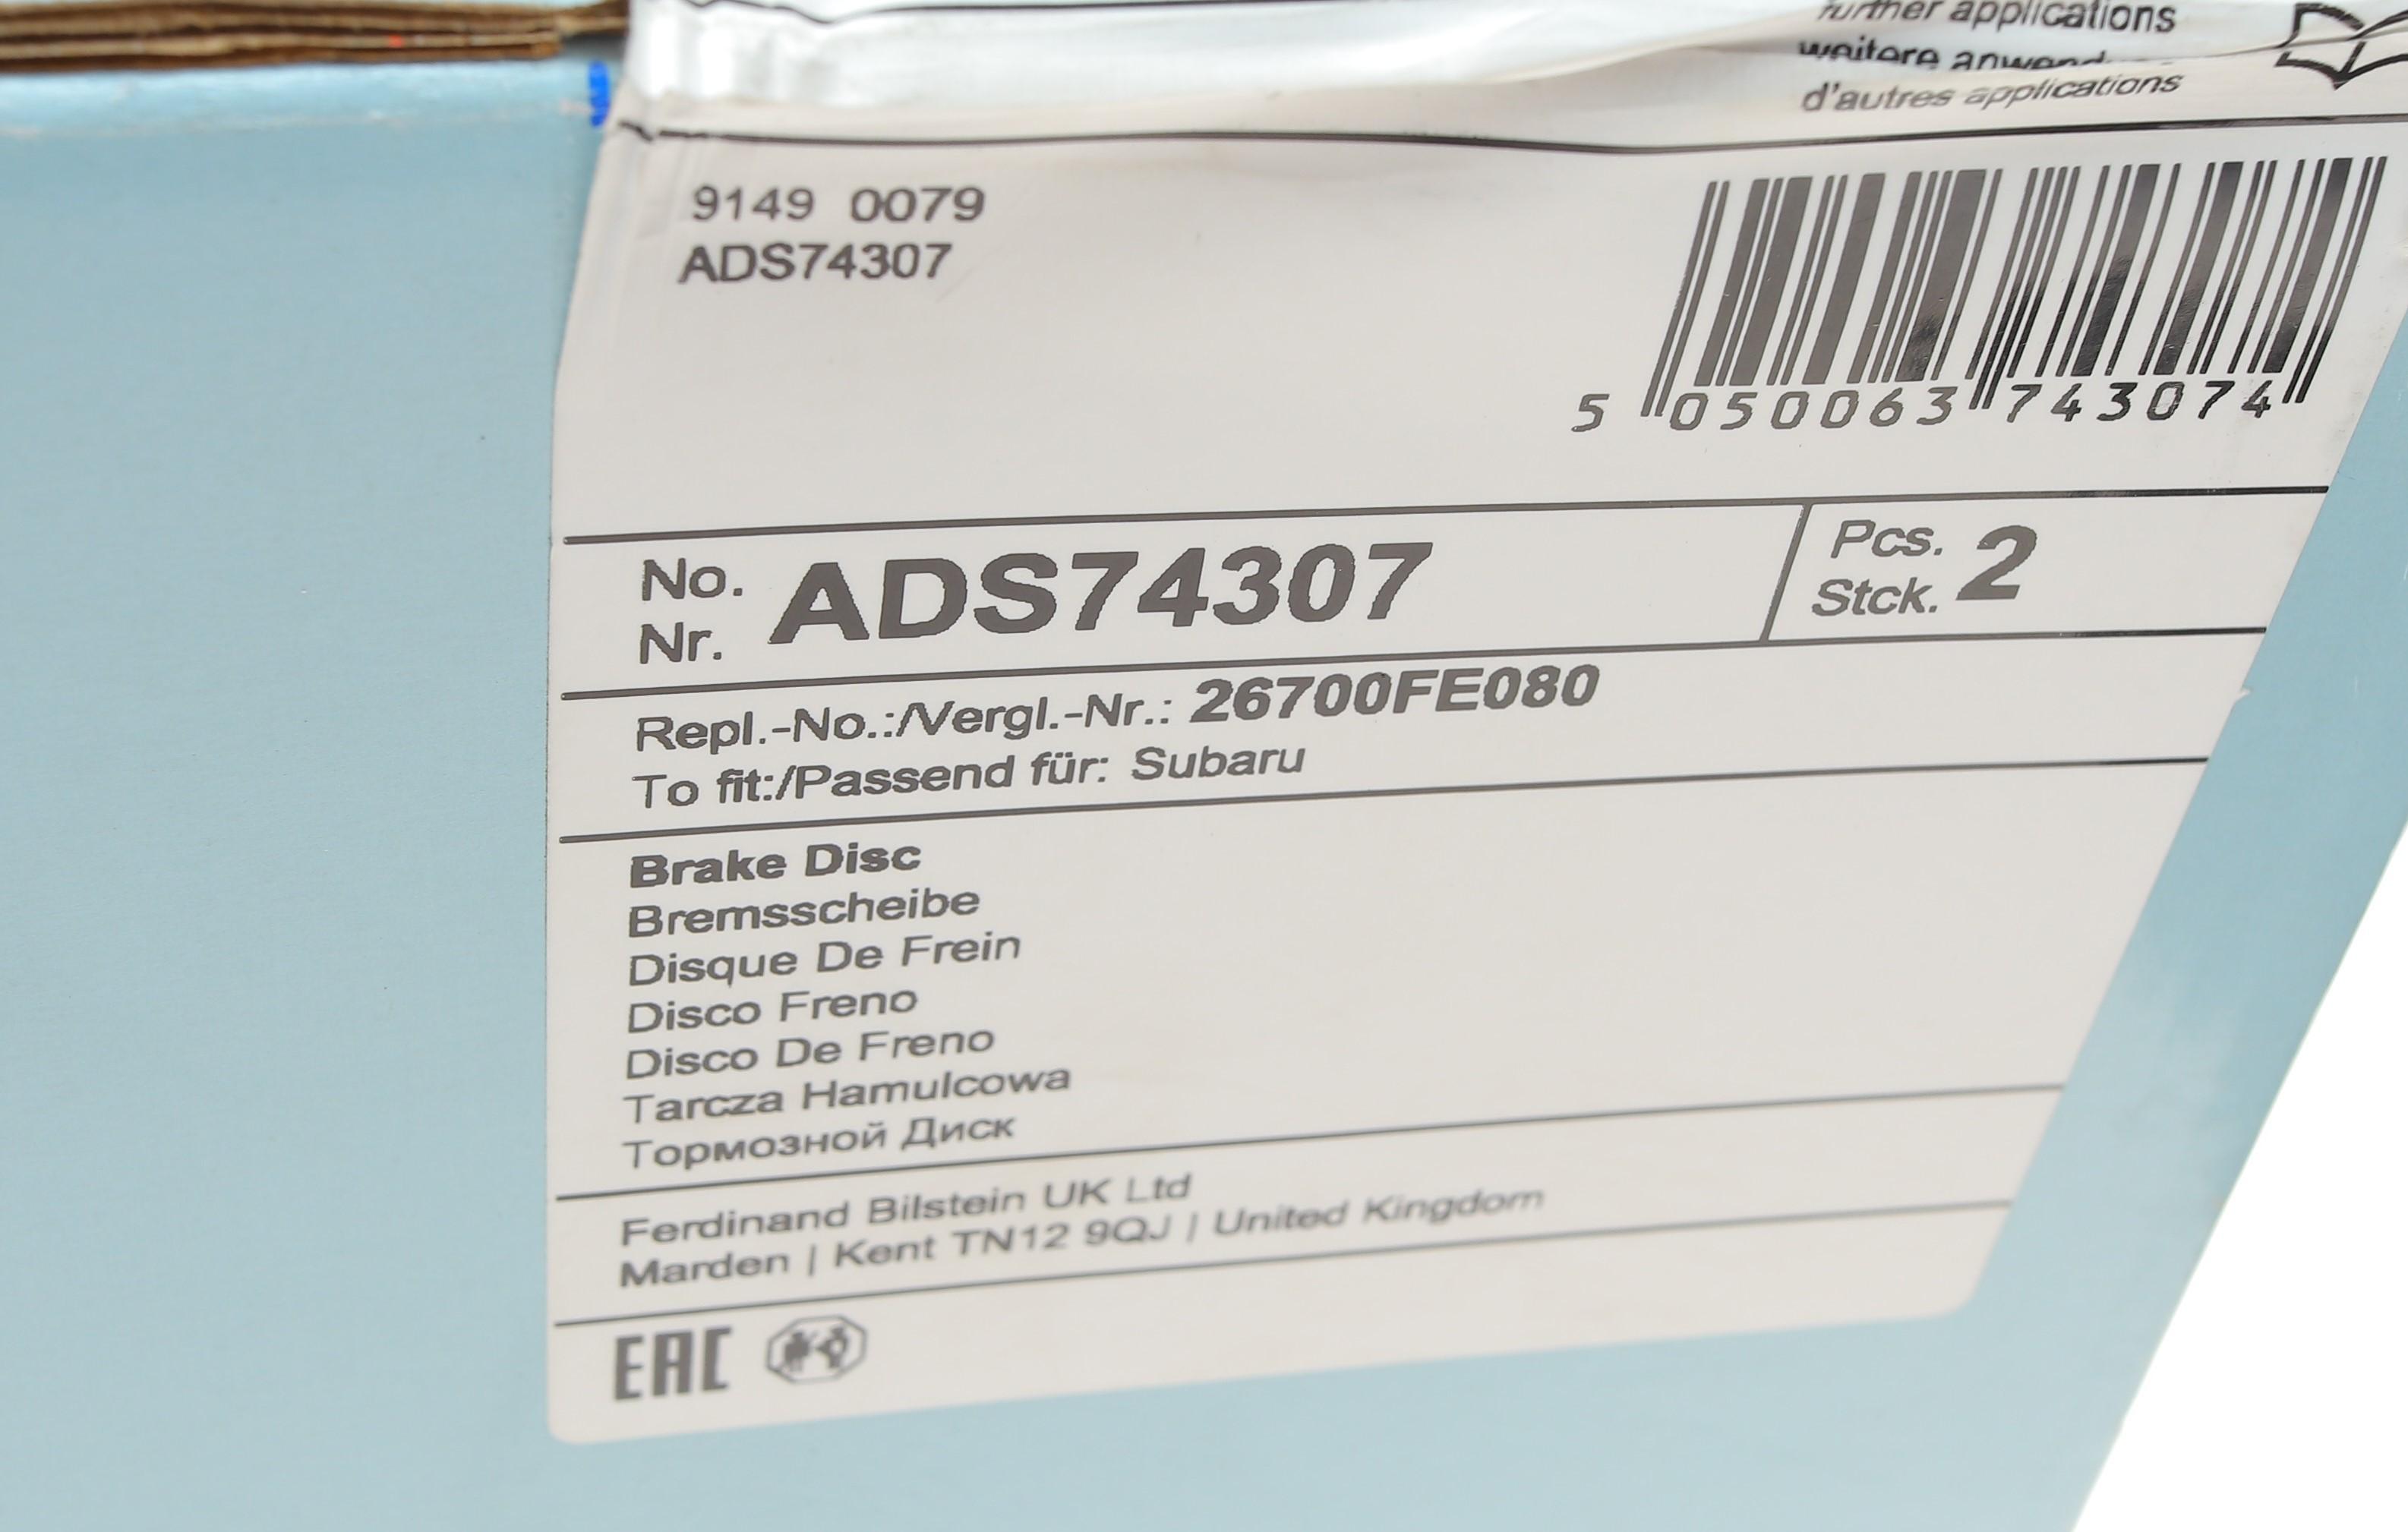 further applications
weitere
d'autres applications
9149 0079
ADS74307
5 050063 743074
No.
Nr. ADS74307
Pcs.
Stck. 2
Repl.-No.:/Vergl.-Nr.: 26700FE080
To fit:/Passend für: Subaru
Brake Disc
Bremsscheibe
Disque De Frein
Disco Freno
Disco De Freno
Tarcza Hamulcowa
Тормозной Диск
Ferdinand Bilstein UK Ltd
Marden | Kent TN12 9QJ | United Kingdom
EAC